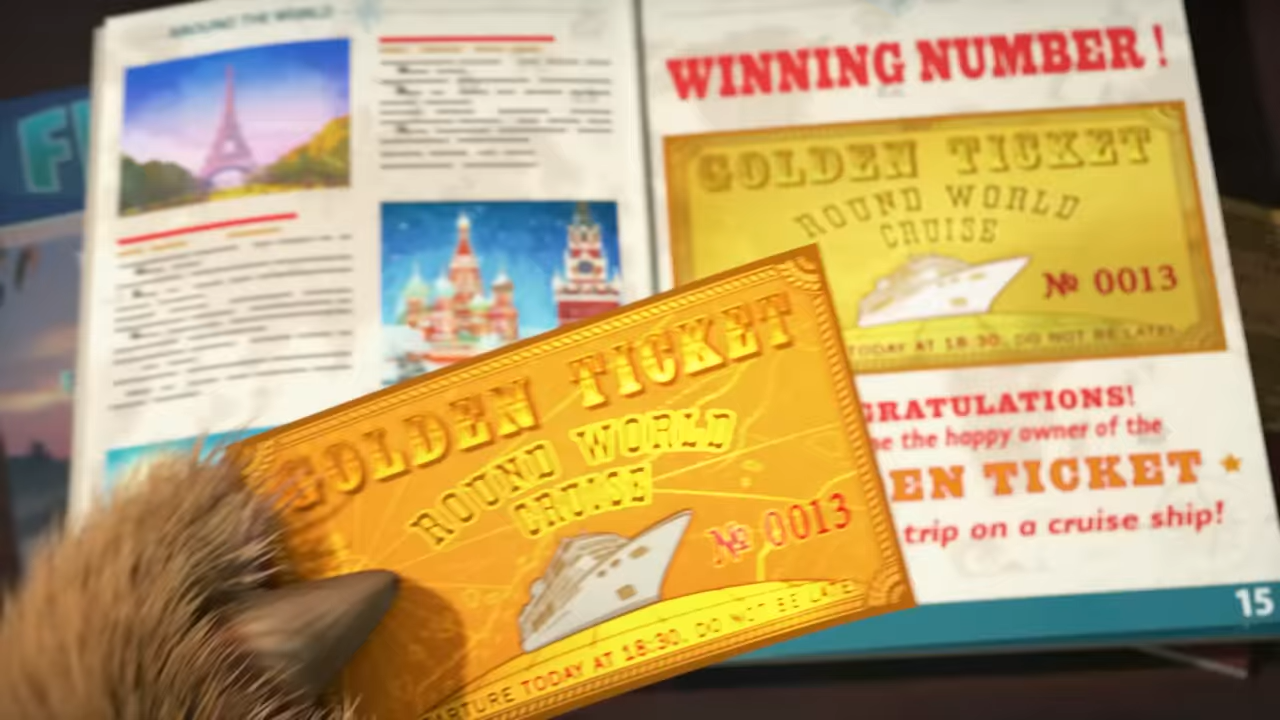 AROUND THE WORLD
WINNING NUMBER!
GOLDEN TICKET
ROUND WORLD
CRUISE
№ 0013
TODAY AT 18:30. DO NOT BE LATE!
GRATULATIONS!
e the happy owner of the
EN TICKET
trip on a cruise ship!
15
GOLDEN TICKET
ROUND WORLD
CRUISE
№ 0013
ARTURE TODAY AT 18:30. DO NOT BE LATE!